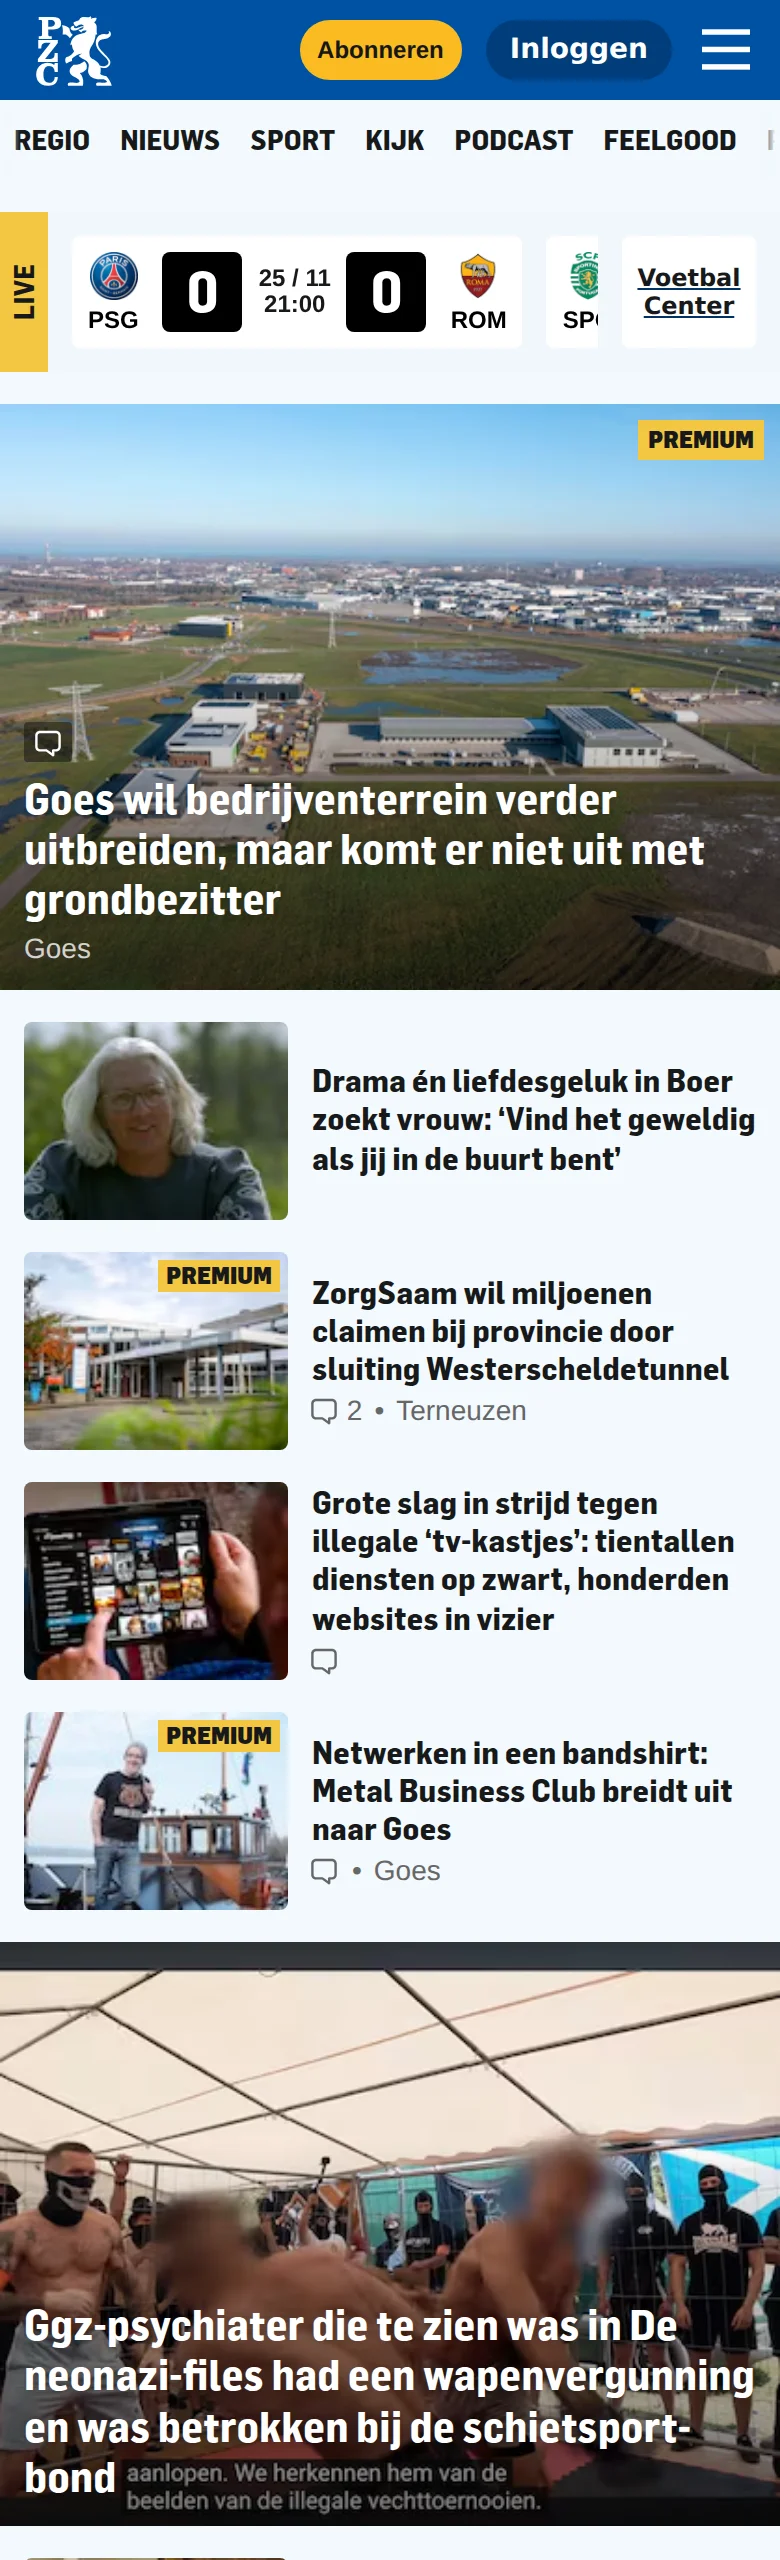 PZC
Abonneren
Inloggen
REGIO NIEUWS SPORT KIJK PODCAST FEELGOOD
LIVE
PARIS
PSG
0
25 / 11
21:00
0
ROMA
ROM
SPO
Voetbal
Center
PREMIUM
Goes wil bedrijventerrein verder
uitbreiden, maar komt er niet uit met
grondbezitter
Goes
Drama én liefdesgeluk in Boer
zoekt vrouw: ‘Vind het geweldig
als jij in de buurt bent’
PREMIUM
ZorgSaam wil miljoenen
claimen bij provincie door
sluiting Westerscheldetunnel
2 • Terneuzen
Grote slag in strijd tegen
illegale ‘tv-kastjes’: tientallen
diensten op zwart, honderden
websites in vizier
PREMIUM
Netwerken in een bandshirt:
Metal Business Club breidt uit
naar Goes
• Goes
Ggz-psychiater die te zien was in De
neonazi-files had een wapenvergunning
en was betrokken bij de schietsport-
bond
aanlopen. We herkennen hem van de
beelden van de illegale vechttoernooien.